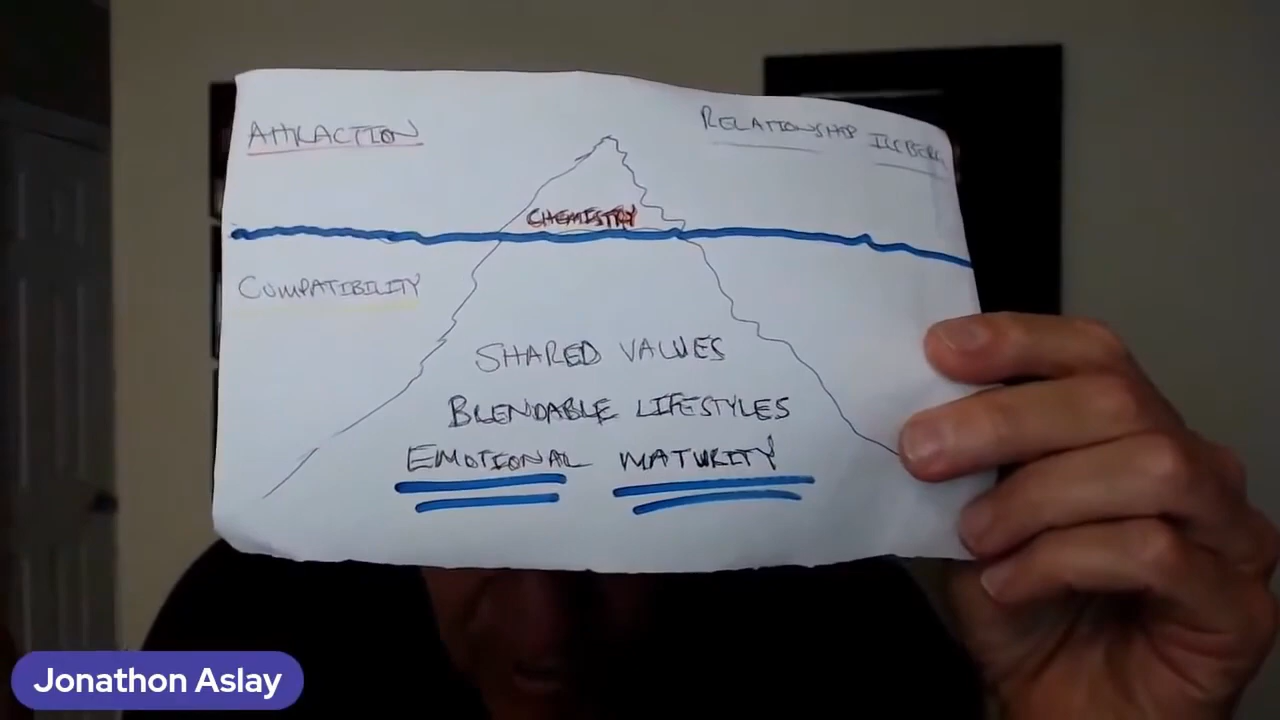 ATTRACTION
RELATIONSHIP ICEBERG
CHEMISTRY
COMPATIBILITY
SHARED VALUES
BLENDABLE LIFESTYLES
EMOTIONAL MATURITY
Jonathon Aslay